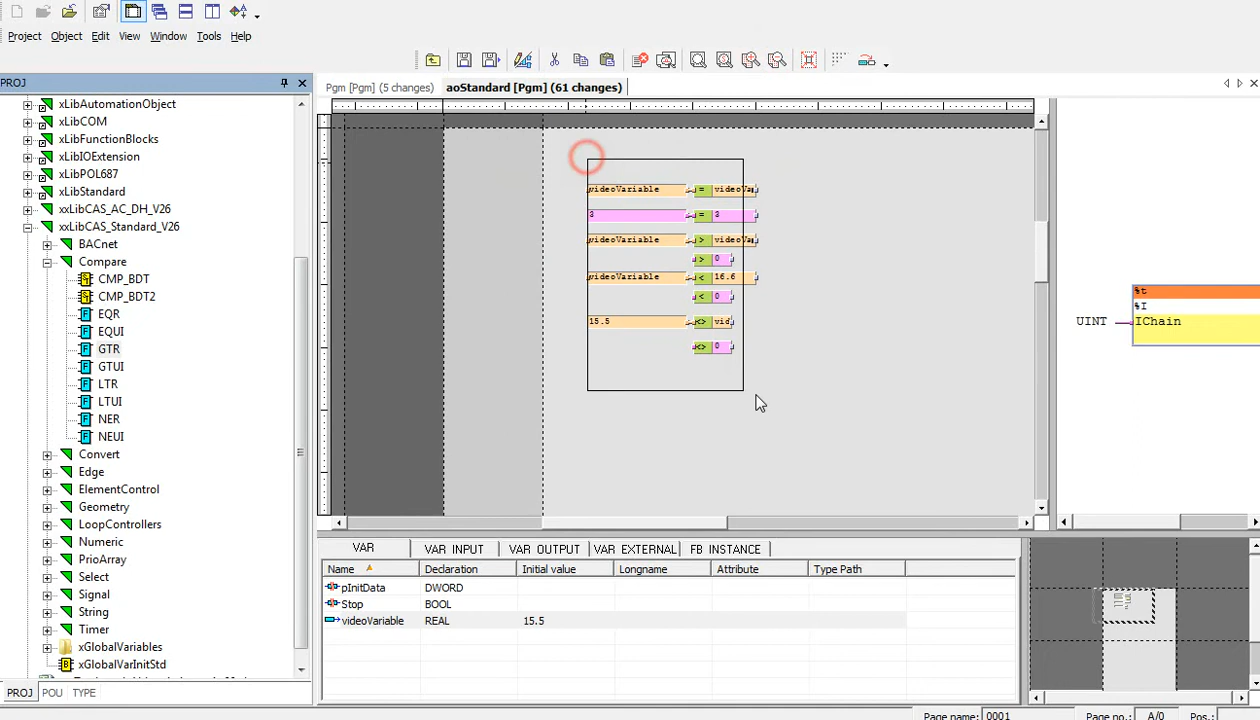 Project Object Edit View Window Tools Help
PROJ
xLibAutomationObject
xLibCOM
xLibFunctionBlocks
xLibIOExtension
xLibPOL687
xLibStandard
xxLibCAS_AC_DH_V26
xxLibCAS_Standard_V26
BACnet
Compare
CMP_BDT
CMP_BDT2
EQR
EQUI
GTR
GTUI
LTR
LTUI
NER
NEUI
Convert
Edge
ElementControl
Geometry
LoopControllers
Numeric
PrioArray
Select
Signal
String
Timer
xGlobalVariables
xGlobalVarInitStd
PROJ POU TYPE
Pgm [Pgm] (5 changes) aoStandard [Pgm] (61 changes)
videoVariable = videoVa
3 = 3
videoVariable > videoVa
> 0
videoVariable < 16.6
< 0
15.5 <> vid
<> 0
%t
%I
UINT IChain
VAR VAR INPUT VAR OUTPUT VAR EXTERNAL FB INSTANCE
Name Declaration Initial value Longname Attribute Type Path
pInitData DWORD
Stop BOOL
videoVariable REAL 15.5
Page name: 0001 Page no.: A/0 Pos.: